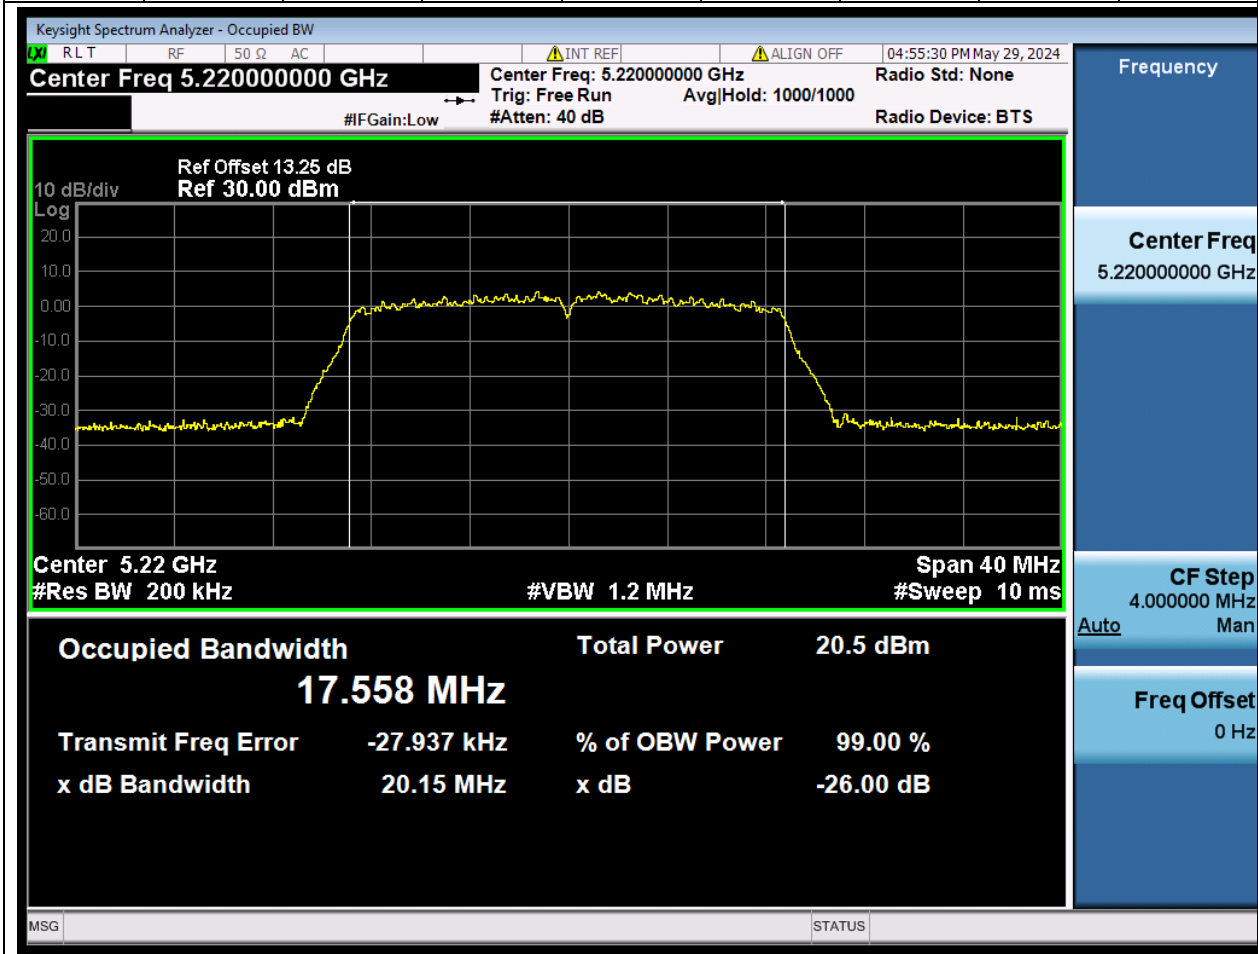 Keysight Spectrum Analyzer - Occupied BW
LXI RLT RF 50 Ω AC INT REF ALIGN OFF 04:55:30 PM May 29, 2024
Center Freq 5.220000000 GHz
Center Freq: 5.220000000 GHz Radio Std: None
Trig: Free Run Avg|Hold: 1000/1000
#IFGain:Low #Atten: 40 dB Radio Device: BTS
Ref Offset 13.25 dB
10 dB/div Ref 30.00 dBm
Log
20.0
10.0
0.00
-10.0
-20.0
-30.0
-40.0
-50.0
-60.0
Center 5.22 GHz Span 40 MHz
#Res BW 200 kHz #VBW 1.2 MHz #Sweep 10 ms
Occupied Bandwidth Total Power 20.5 dBm
17.558 MHz
Transmit Freq Error -27.937 kHz % of OBW Power 99.00 %
x dB Bandwidth 20.15 MHz x dB -26.00 dB
MSG STATUS
Frequency
Center Freq
5.220000000 GHz
CF Step
4.000000 MHz
Auto Man
Freq Offset
0 Hz